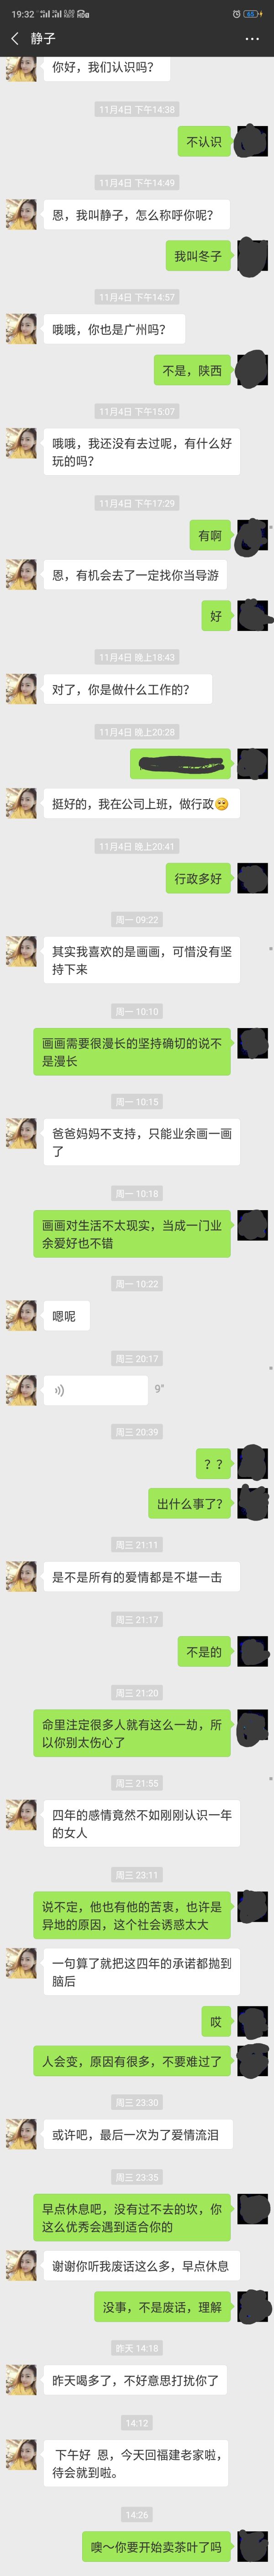 19:32
静子
你好，我们认识吗？
11月4日 下午14:38
不认识
11月4日 下午14:49
恩，我叫静子，怎么称呼你呢？
我叫冬子
11月4日 下午14:57
哦哦，你也是广州吗？
不是，陕西
11月4日 下午15:07
哦哦，我还没有去过呢，有什么好
玩的吗？
11月4日 下午17:29
有啊
恩，有机会去了一定找你当导游
好
11月4日 晚上18:43
对了，你是做什么工作的？
11月4日 晚上20:28
挺好的，我在公司上班，做行政
11月4日 晚上20:41
行政多好
周一 09:22
其实我喜欢的是画画，可惜没有坚
持下来
周一 10:10
画画需要很漫长的坚持确切的说不
是漫长
周一 10:15
爸爸妈妈不支持，只能业余画一画
了
周一 10:18
画画对生活不太现实，当成一门业
余爱好也不错
周一 10:22
嗯呢
周三 20:17
9"
周三 20:39
？？
出什么事了？
周三 21:11
是不是所有的爱情都是不堪一击
周三 21:17
不是的
周三 21:20
命里注定很多人就有这么一劫，所
以你别太伤心了
周三 21:55
四年的感情竟然不如刚刚认识一年
的女人
周三 23:11
说不定，他也有他的苦衷，也许是
异地的原因，这个社会诱惑太大
一句算了就把这四年的承诺都抛到
脑后
哎
人会变，原因有很多，不要难过了
周三 23:30
或许吧，最后一次为了爱情流泪
周三 23:35
早点休息吧，没有过不去的坎，你
这么优秀会遇到适合你的
谢谢你听我废话这么多，早点休息
没事，不是废话，理解
昨天 14:18
昨天喝多了，不好意思打扰你了
14:12
下午好 恩，今天回福建老家啦，
待会就到啦。
14:26
噢～你要开始卖茶叶了吗